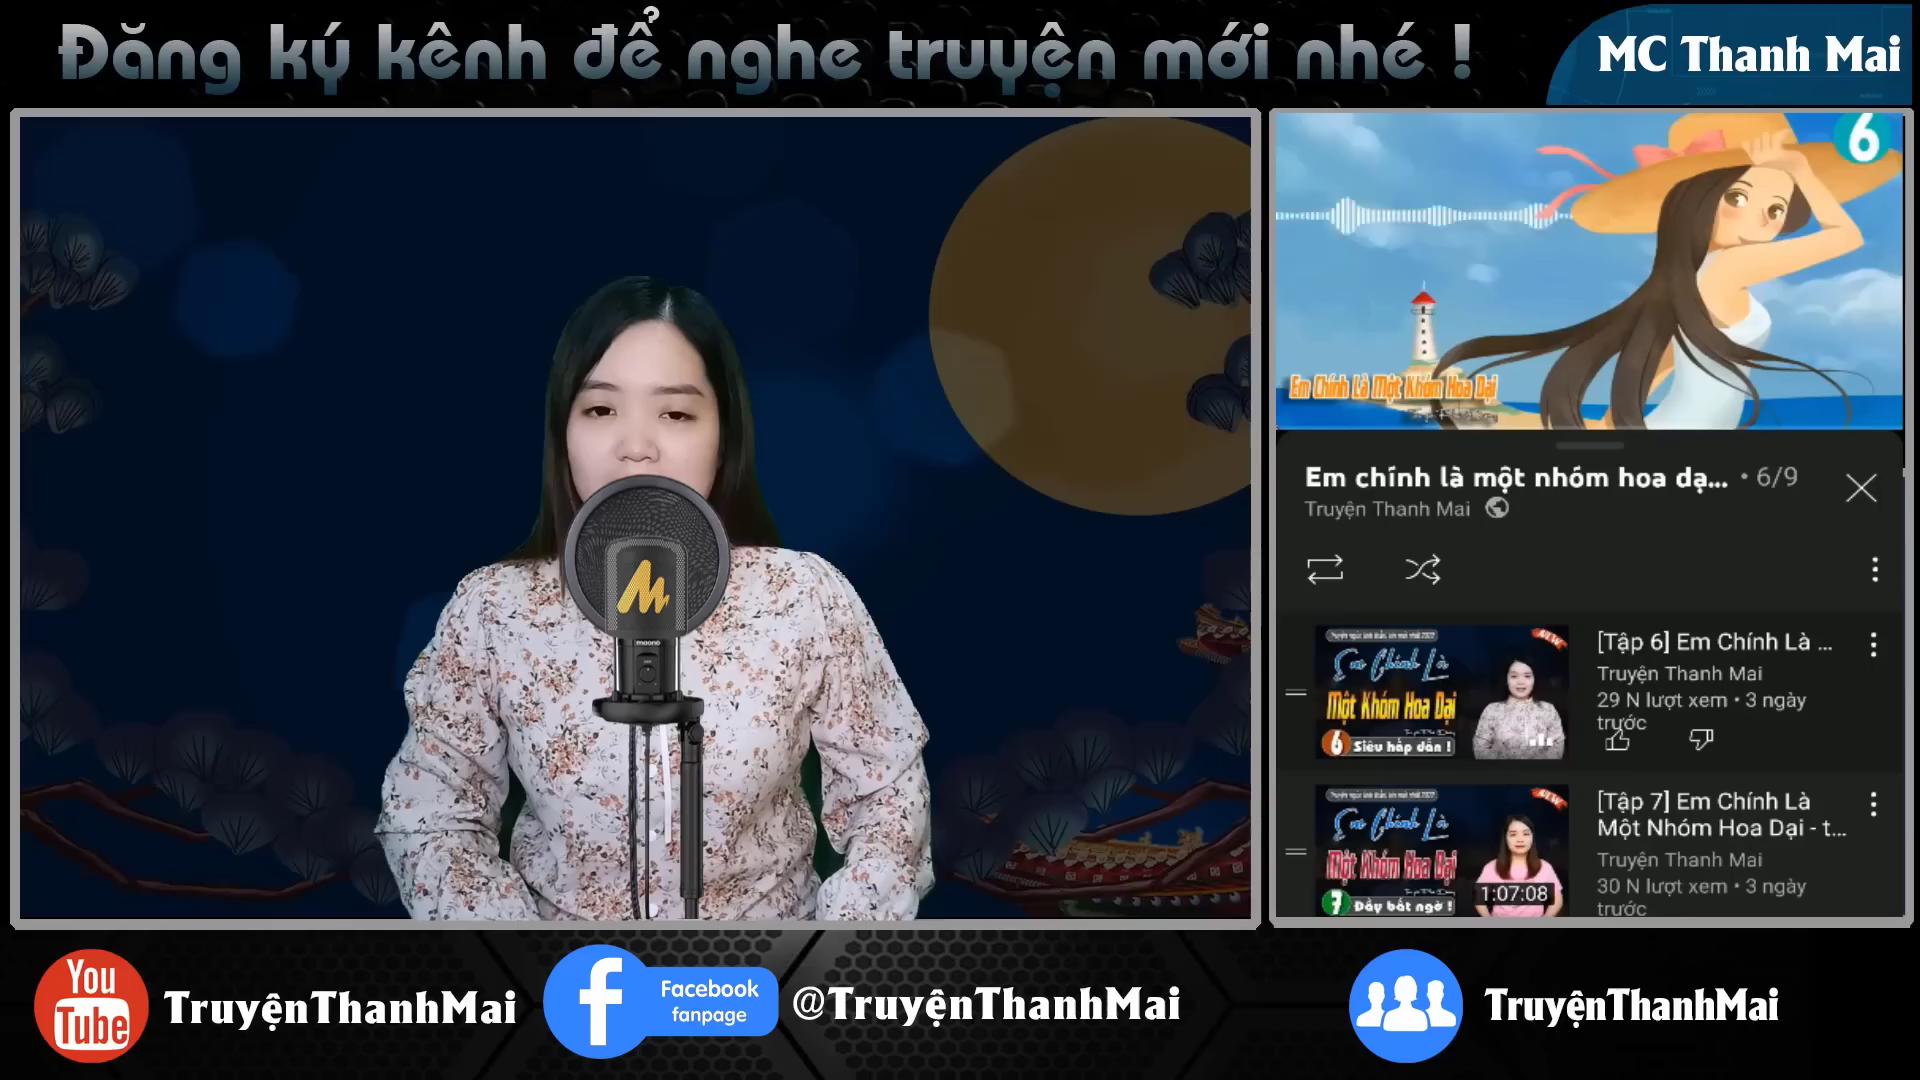 Đăng ký kênh để nghe truyện mới nhé !
MC Thanh Mai
6
Em Chính Là Một Khóm Hoa Dại
Em chính là một nhóm hoa dạ... • 6/9
Truyện Thanh Mai
[Tập 6] Em Chính Là ...
Truyện Thanh Mai
29 N lượt xem • 3 ngày
trước
Em Chính Là
Một Khóm Hoa Dại
6 Siêu hấp dẫn !
NEW
[Tập 7] Em Chính Là
Một Nhóm Hoa Dại - t...
Truyện Thanh Mai
30 N lượt xem • 3 ngày
trước
Em Chính Là
Một Khóm Hoa Dại
7 Đầy bất ngờ !
NEW
1:07:08
maono
You
Tube
TruyệnThanhMai
Facebook
fanpage
@TruyệnThanhMai
TruyệnThanhMai